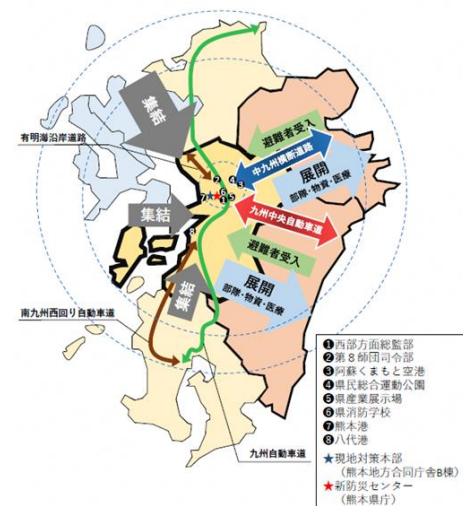 集結
有明海沿岸道路
避難者受入
中九州横断道路
展開
部隊・物資・医療
❷
❹
❸
❼★★❻
❶❺
集結
九州中央自動車道
❽
避難者受入
集結
展開
部隊・物資・医療
南九州西回り自動車道
九州自動車道
❶西部方面総監部
❷第8師団司令部
❸阿蘇くまもと空港
❹県民総合運動公園
❺県産業展示場
❻県消防学校
❼熊本港
❽八代港
★現地対策本部
(熊本地方合同庁舎B棟)
★新防災センター
(熊本県庁)